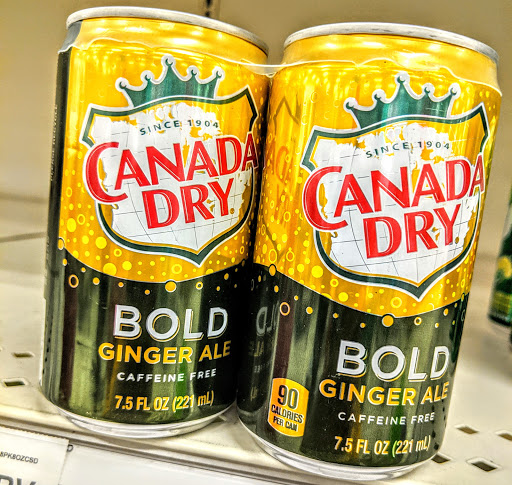 SINCE 1904
CANADA
DRY
BOLD
GINGER ALE
CAFFEINE FREE
7.5 FL OZ (221 mL)
SINCE 1904
CANADA
DRY
BOLD
GINGER ALE
CAFFEINE FREE
90
CALORIES
PER CAN
7.5 FL OZ (221 mL)
8PK8OZCSD